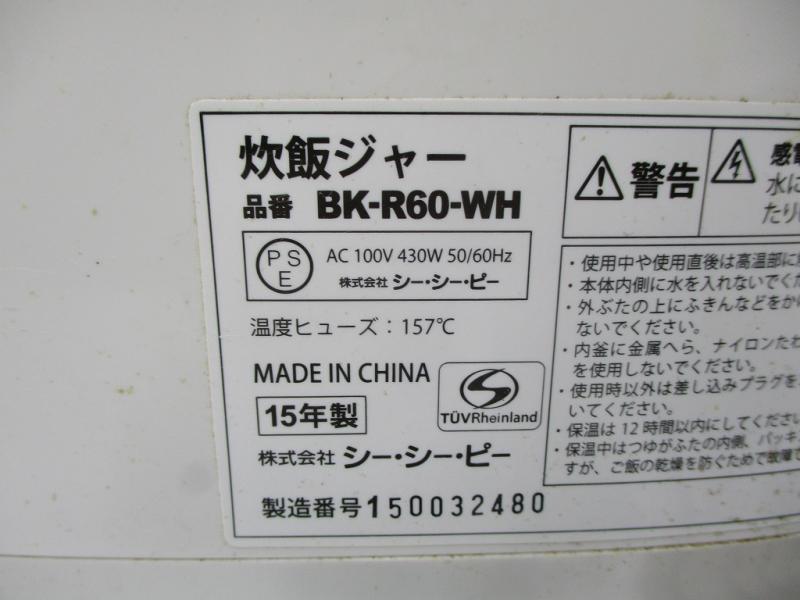 炊飯ジャー
品番 BK-R60-WH
PSE
AC 100V 430W 50/60Hz
株式会社 シー・シー・ピー
温度ヒューズ：157℃
MADE IN CHINA
TÜVRheinland
15年製
株式会社 シー・シー・ピー
製造番号150032480
警告
感電
水に
たり
・使用中や使用直後は高温部に
・本体内側に水を入れないでくだ
・外ぶたの上にふきんなどをか
ないでください。
・内釜に金属へら、ナイロンたわ
を使用しないでください。
・使用時以外は差し込みプラグを
いてください。
・保温は12時間以内にしてくださ
・保温中はつゆがふたの内側、パッキ
すが、ご飯の乾燥を防ぐためで故障で